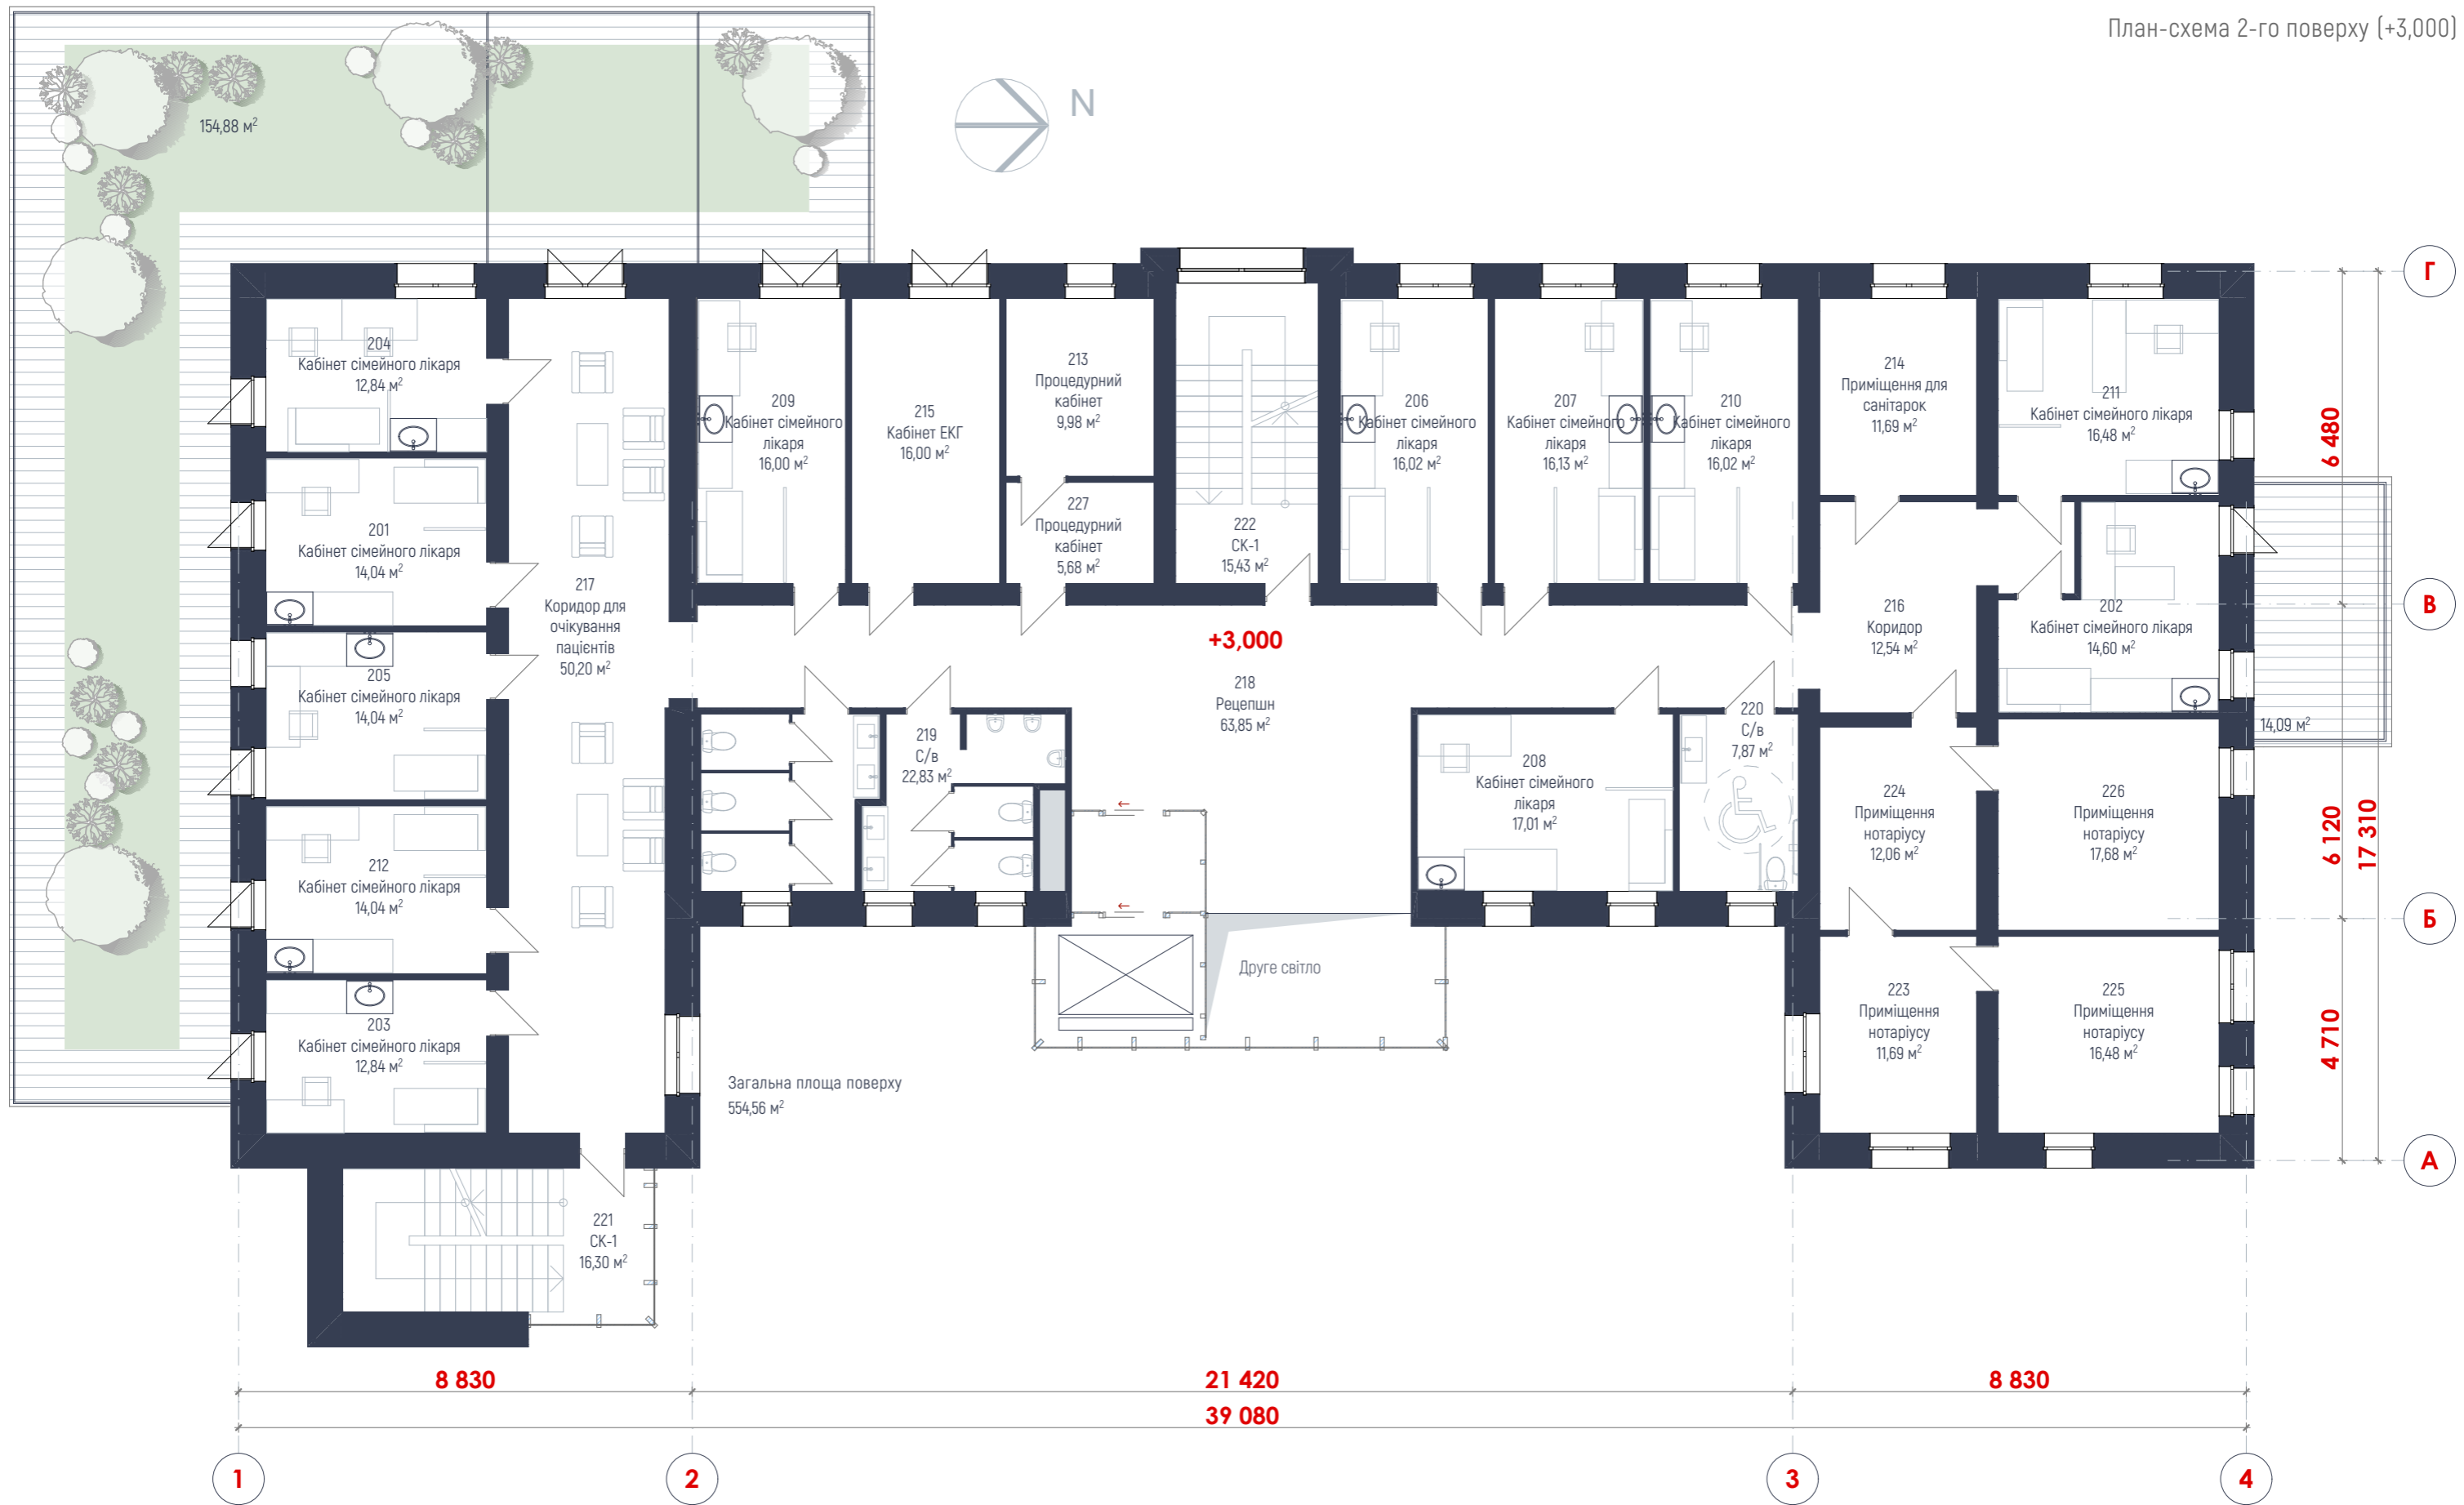 План-схема 2-го поверху (+3,000)
N
154,88 м²
204
Кабінет сімейного лікаря
12,84 м²
201
Кабінет сімейного лікаря
14,04 м²
205
Кабінет сімейного лікаря
14,04 м²
212
Кабінет сімейного лікаря
14,04 м²
203
Кабінет сімейного лікаря
12,84 м²
217
Коридор для
очікування
пацієнтів
50,20 м²
209
Кабінет сімейного
лікаря
16,00 м²
215
Кабінет ЕКГ
16,00 м²
213
Процедурний
кабінет
9,98 м²
227
Процедурний
кабінет
5,68 м²
222
СК-1
15,43 м²
206
Кабінет сімейного
лікаря
16,02 м²
207
Кабінет сімейного
лікаря
16,13 м²
210
Кабінет сімейного
лікаря
16,02 м²
214
Приміщення для
санітарок
11,69 м²
211
Кабінет сімейного лікаря
16,48 м²
216
Коридор
12,54 м²
202
Кабінет сімейного лікаря
14,60 м²
14,09 м²
+3,000
218
Рецепшн
63,85 м²
219
С/в
22,83 м²
208
Кабінет сімейного
лікаря
17,01 м²
220
С/в
7,87 м²
224
Приміщення
нотаріусу
12,06 м²
226
Приміщення
нотаріусу
17,68 м²
223
Приміщення
нотаріусу
11,69 м²
225
Приміщення
нотаріусу
16,48 м²
Друге світло
Загальна площа поверху
554,56 м²
221
СК-1
16,30 м²
Г
В
Б
А
6 480
6 120
17 310
4 710
8 830
21 420
8 830
39 080
1
2
3
4